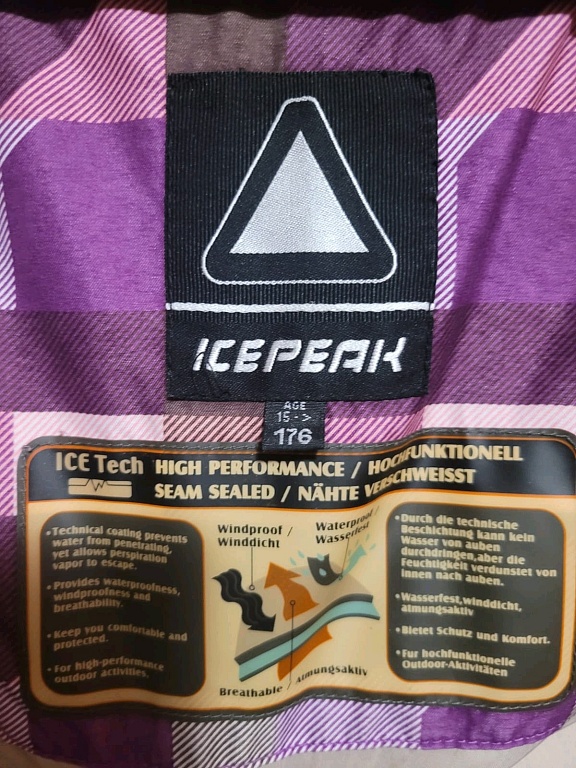 ICEPEAK
AGE
15 - >
176
ICE Tech
HIGH PERFORMANCE / HOCHFUNKTIONELL
SEAM SEALED / NÄHTE VERSCHWEISST
•Technical coating prevents
water from penetrating,
yet allows perspiration
vapor to escape.
•Provides waterproofness,
windproofness and
breathability.
•Keep you comfortable and
protected.
•For high-performance
outdoor activities.
Windproof /
Winddicht
Waterproof /
Wasserfest
Breathable /
Atmungsaktiv
•Durch die technische
Beschichtung kann kein
Wasser von außen
durchdringen,aber die
Feuchtigkeit verdunstet von
Innen nach außen.
•Wasserfest,winddicht,
atmungsaktiv
•Bietet Schutz und Komfort.
•Fur hochfunktionelle
Outdoor-Aktivitäten